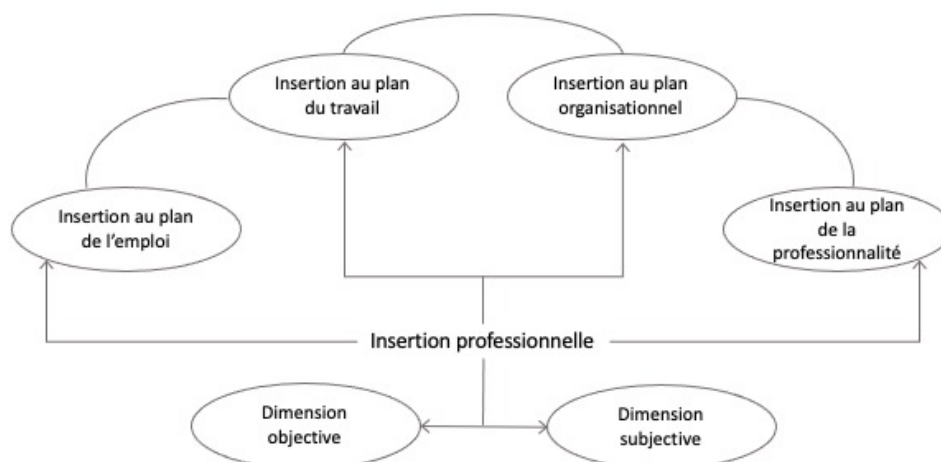 Insertion au plan
du travail
Insertion au plan
organisationnel
Insertion au plan
de l'emploi
Insertion au plan
de la
professionnalité
Insertion professionnelle
Dimension
objective
Dimension
subjective